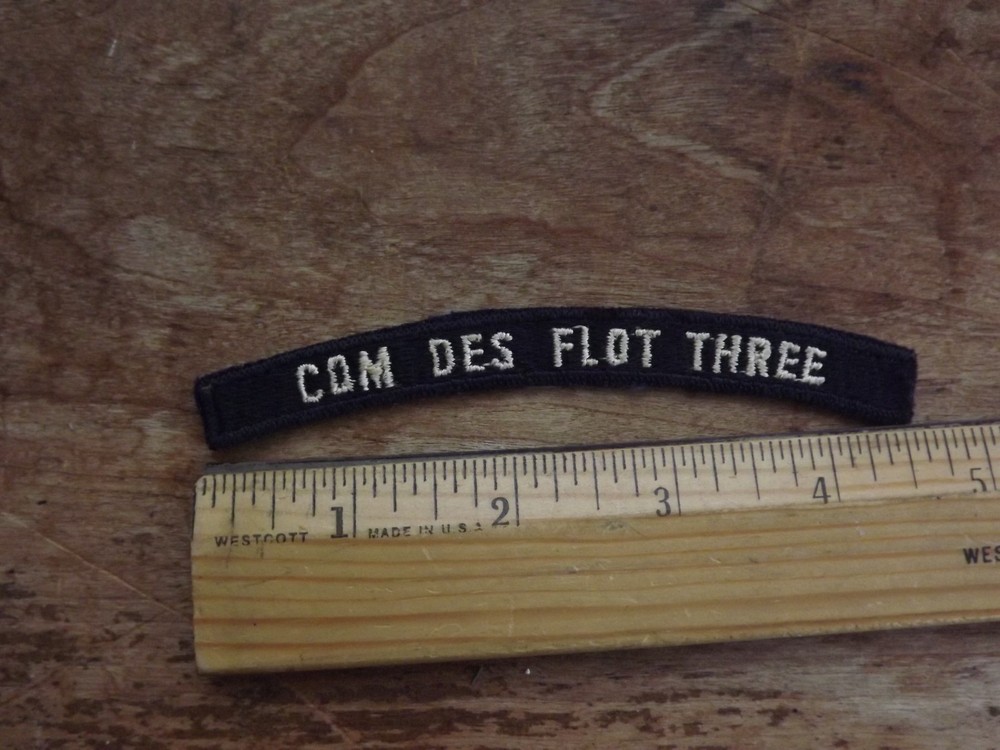 COM DES FLOT THREE
1 2 3 4 5
WESTCOTT MADE IN U.S.A.
WES